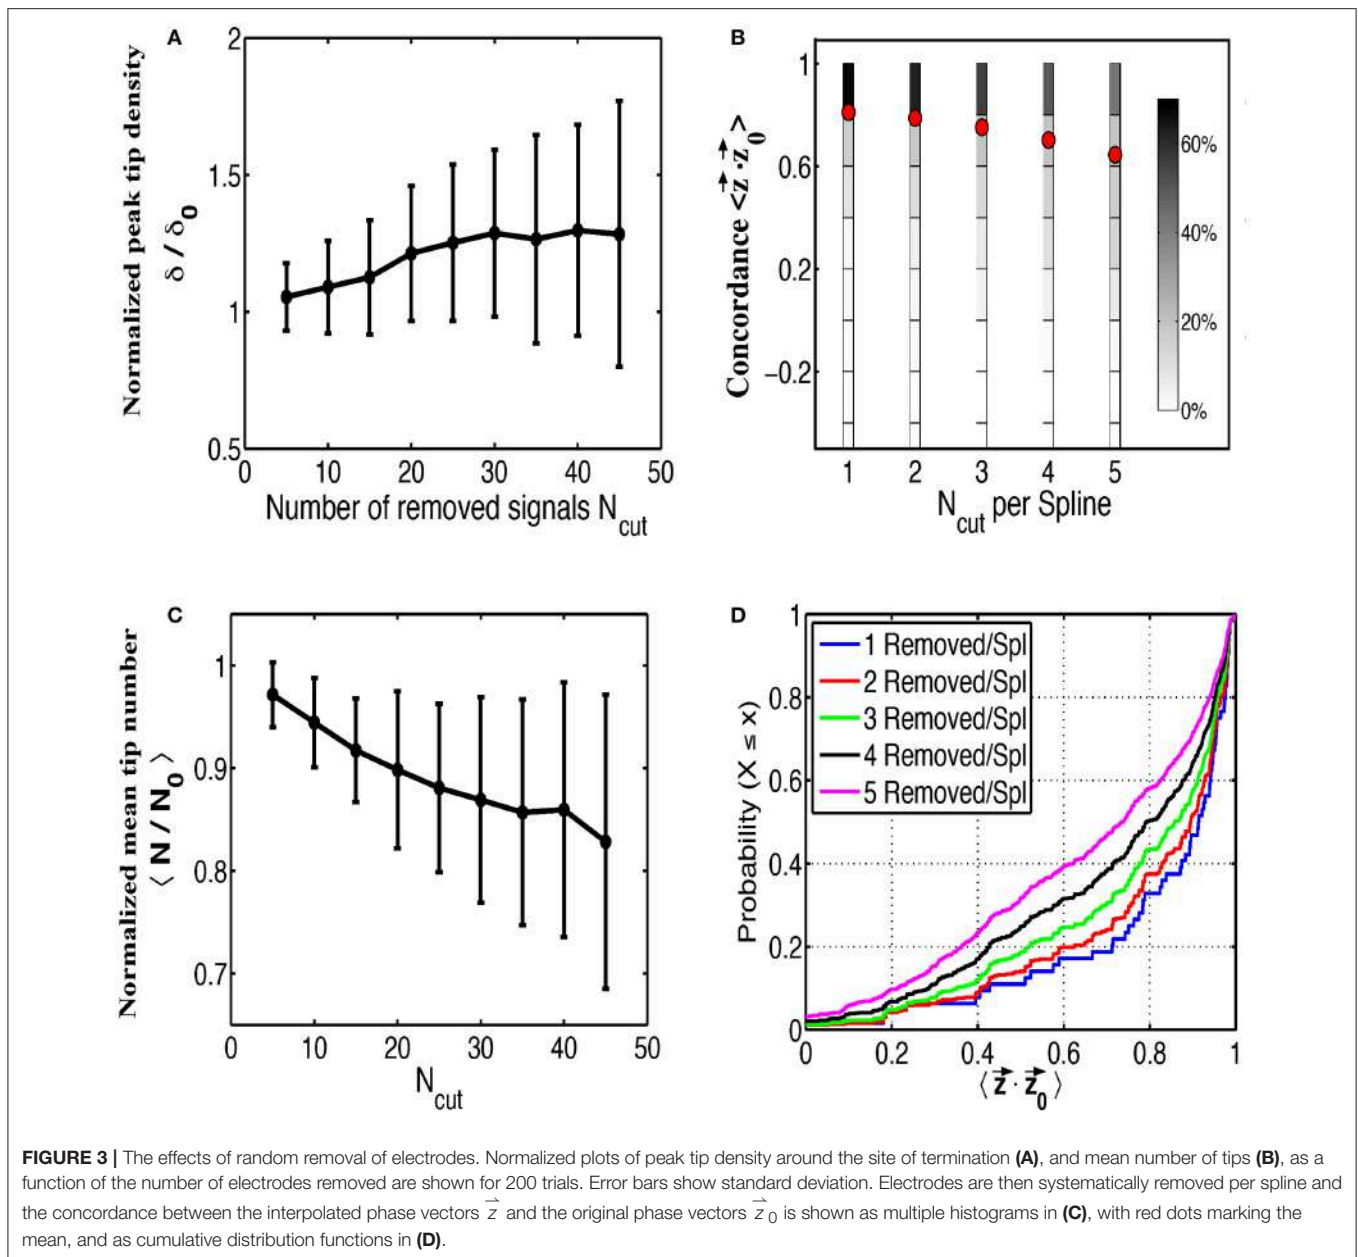 A
Normalized peak tip density
δ / δ0
2
1.5
1
0.5
0
10
20
30
40
50
Number of removed signals Ncut
B
Concordance <z⃗ ·z⃗0>
1
0.6
0.2
−0.2
60%
40%
20%
0%
1
2
3
4
5
Ncut per Spline
C
Normalized mean tip number
⟨ N / N0 ⟩
1
0.9
0.8
0.7
0
10
20
30
40
50
Ncut
D
Probability (X ≤ x)
1
0.8
0.6
0.4
0.2
0
1 Removed/Spl
2 Removed/Spl
3 Removed/Spl
4 Removed/Spl
5 Removed/Spl
0
0.2
0.4
0.6
0.8
1
⟨ z⃗ · z⃗0 ⟩
FIGURE 3 | The effects of random removal of electrodes. Normalized plots of peak tip density around the site of termination (A), and mean number of tips (B), as a
function of the number of electrodes removed are shown for 200 trials. Error bars show standard deviation. Electrodes are then systematically removed per spline and
the concordance between the interpolated phase vectors z⃗ and the original phase vectors z⃗0 is shown as multiple histograms in (C), with red dots marking the
mean, and as cumulative distribution functions in (D).